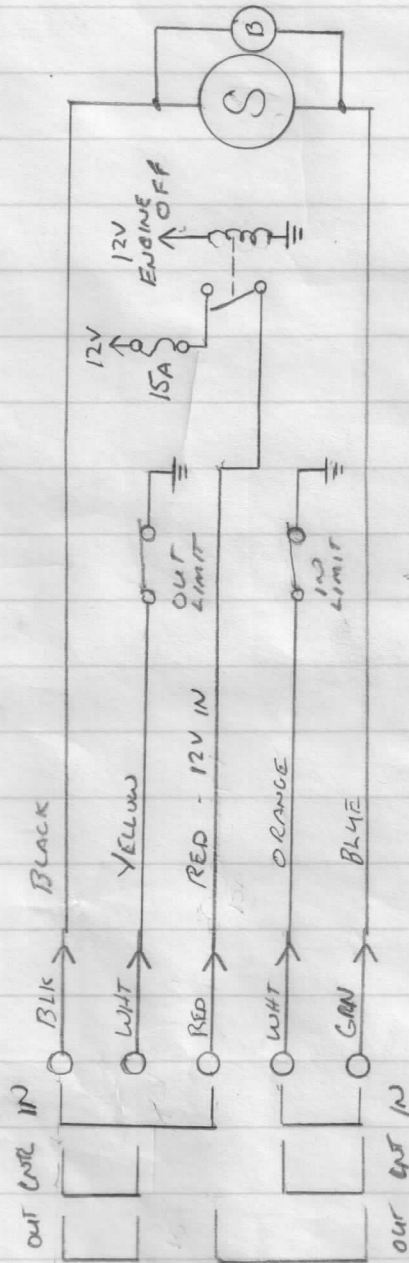 OUT CNTR IN
BLK BLACK
WHT YELLOW
OUT
LIMIT
12V
15A
12V
ENGINE
OFF
B
S
RED RED - 12V IN
WHT ORANGE
IN
LIMIT
GRN BLUE
OUT CNT IN